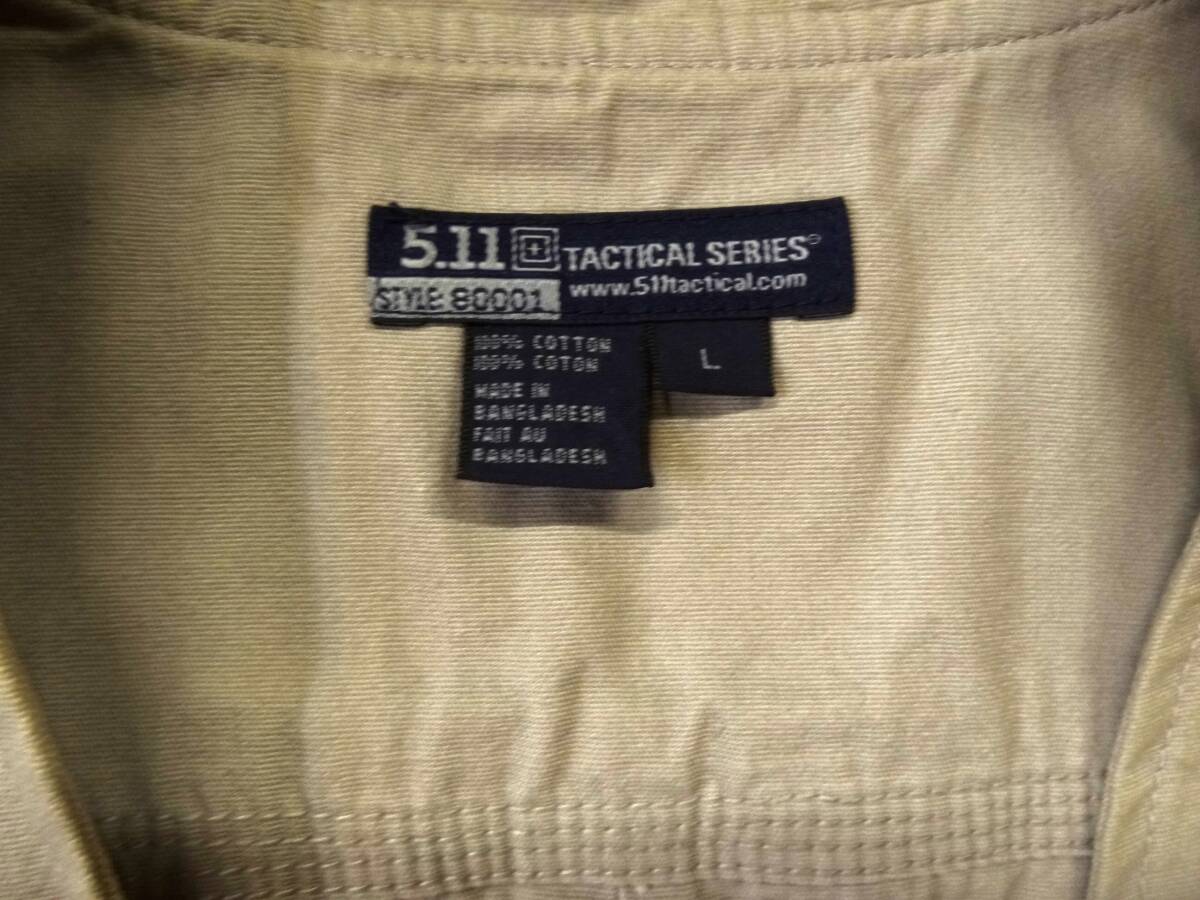 5.11 TACTICAL SERIES®
www.511tactical.com
STYLE 80001
100% COTTON
100% COTON
MADE IN
BANGLADESH
FAIT AU
BANGLADESH
L